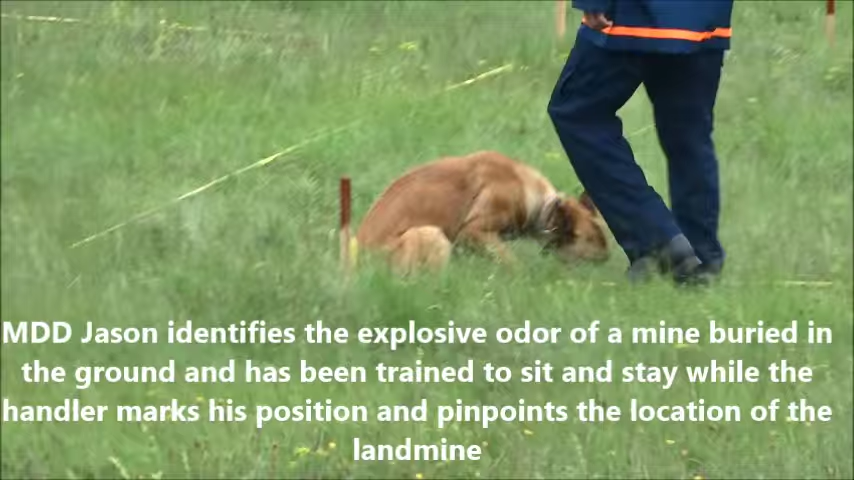 MDD Jason identifies the explosive odor of a mine buried in
the ground and has been trained to sit and stay while the
handler marks his position and pinpoints the location of the
landmine